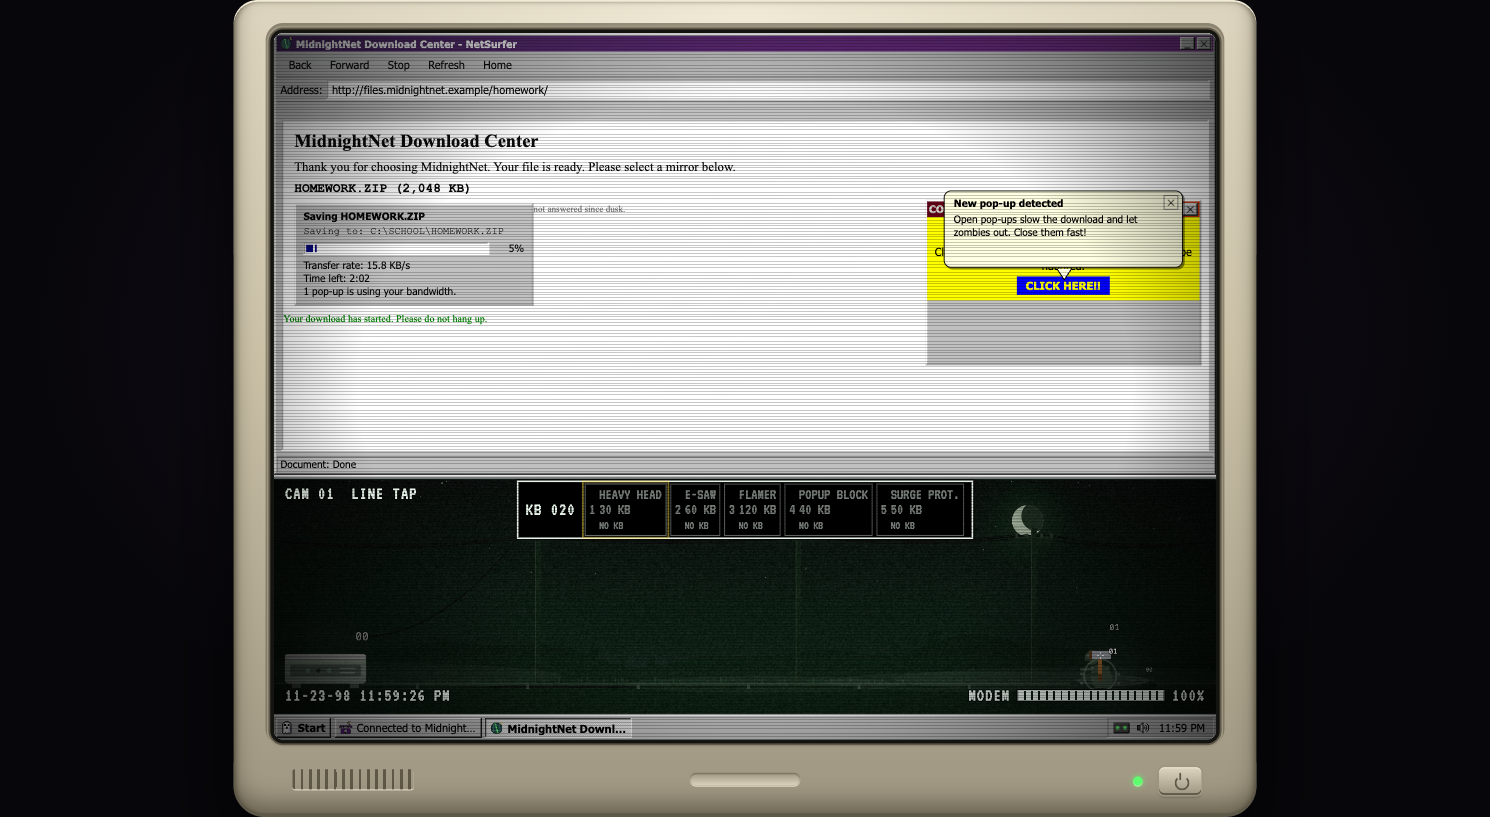 MidnightNet Download Center - NetSurfer
Back Forward Stop Refresh Home
Address: http://files.midnightnet.example/homework/
MidnightNet Download Center
Thank you for choosing MidnightNet. Your file is ready. Please select a mirror below.
HOMEWORK.ZIP (2,048 KB)
not answered since dusk.
Saving HOMEWORK.ZIP
Saving to: C:\SCHOOL\HOMEWORK.ZIP
5%
Transfer rate: 15.8 KB/s
Time left: 2:02
1 pop-up is using your bandwidth.
Your download has started. Please do not hang up.
New pop-up detected
Open pop-ups slow the download and let
zombies out. Close them fast!
CLICK HERE!!
Document: Done
CAM 01 LINE TAP
KB 020
HEAVY HEAD
1 30 KB
NO KB
E-SAW
2 60 KB
NO KB
FLAMER
3 120 KB
NO KB
POPUP BLOCK
4 40 KB
NO KB
SURGE PROT.
5 50 KB
NO KB
00
01
01
11-23-98 11:59:26 PM
MODEM 100%
Start Connected to Midnight... MidnightNet Downl... 11:59 PM